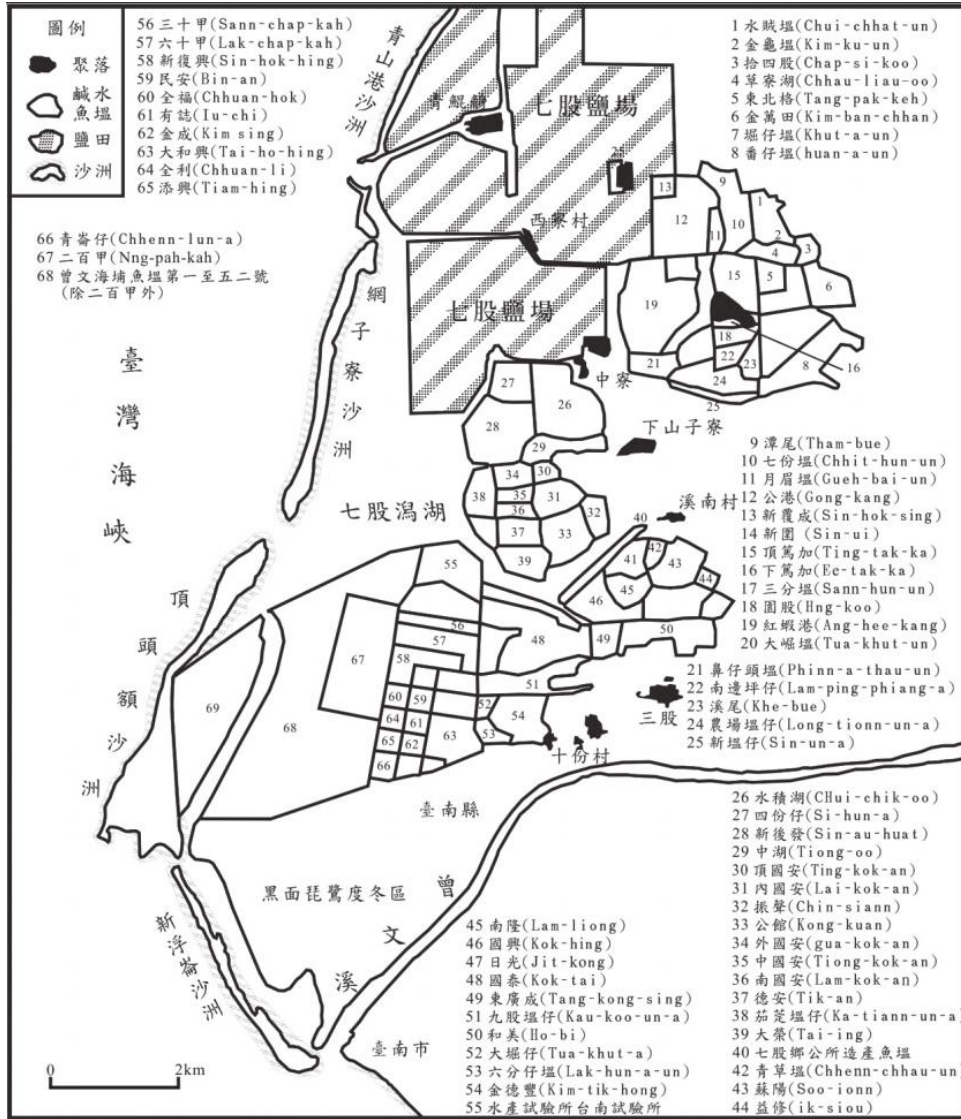 圖例
聚落
鹹水魚塭
鹽田
沙洲
56 三十甲(Sann-chap-kah)
57 六十甲(Lak-chap-kah)
58 新復興(Sin-hok-hing)
59 民安(Bin-an)
60 全福(Chhuan-hok)
61 有誌(Iu-chi)
62 金成(Kim sing)
63 大和興(Tai-ho-hing)
64 全利(Chhuan-li)
65 添興(Tiam-hing)
66 青崙仔(Chhenn-lun-a)
67 二百甲(Nng-pah-kah)
68 曾文海埔魚塭第一至五二號
(除二百甲外)
1 水賊塭(Chui-chhat-un)
2 金龜塭(Kim-ku-un)
3 拾四股(Chap-si-koo)
4 草寮湖(Chhau-liau-oo)
5 東北格(Tang-pak-keh)
6 金萬田(Kim-ban-chhan)
7 堀仔塭(Khut-a-un)
8 番仔塭(huan-a-un)
青山港沙洲
青鯤鯓
七股鹽場
西寮村
七股鹽場
網子寮沙洲
中寮
下山子寮
臺灣海峽
七股潟湖
溪南村
頂頭額沙洲
三股
十份村
臺南縣
黑面琵鷺度冬區
曾文溪
新浮崙沙洲
臺南市
0 2km
9 潭尾(Tham-bue)
10 七份塭(Chhit-hun-un)
11 月眉塭(Gueh-bai-un)
12 公港(Gong-kang)
13 新覆成(Sin-hok-sing)
14 新圍 (Sin-ui)
15 頂篤加(Ting-tak-ka)
16 下篤加(Ee-tak-ka)
17 三分塭(Sann-hun-un)
18 園股(Hng-koo)
19 紅蝦港(Ang-hee-kang)
20 大崛塭(Tua-khut-un)
21 鼻仔頭塭(Phinn-a-thau-un)
22 南邊坪仔(Lam-ping-phiang-a)
23 溪尾(Khe-bue)
24 農場塭仔(Long-tionn-un-a)
25 新塭仔(Sin-un-a)
26 水積湖(CHui-chik-oo)
27 四份仔(Si-hun-a)
28 新後發(Sin-au-huat)
29 中湖(Tiong-oo)
30 頂國安(Ting-kok-an)
31 內國安(Lai-kok-an)
32 振聲(Chin-siann)
33 公館(Kong-kuan)
34 外國安(gua-kok-an)
35 中國安(Tiong-kok-an)
36 南國安(Lam-kok-an)
37 德安(Tik-an)
38 茄萣塭仔(Ka-tiann-un-a)
39 大榮(Tai-ing)
40 七股鄉公所造產魚塭
42 青草塭(Chhenn-chhau-un)
43 蘇陽(Soo-ionn)
44 益修(ik-siou)
45 南隆(Lam-liong)
46 國興(Kok-hing)
47 日光(Jit-kong)
48 國泰(Kok-tai)
49 東廣成(Tang-kong-sing)
51 九股塭仔(Kau-koo-un-a)
50 和美(Ho-bi)
52 大堀仔(Tua-khut-a)
53 六分仔塭(Lak-hun-a-un)
54 金德豐(Kim-tik-hong)
55 水產試驗所台南試驗所